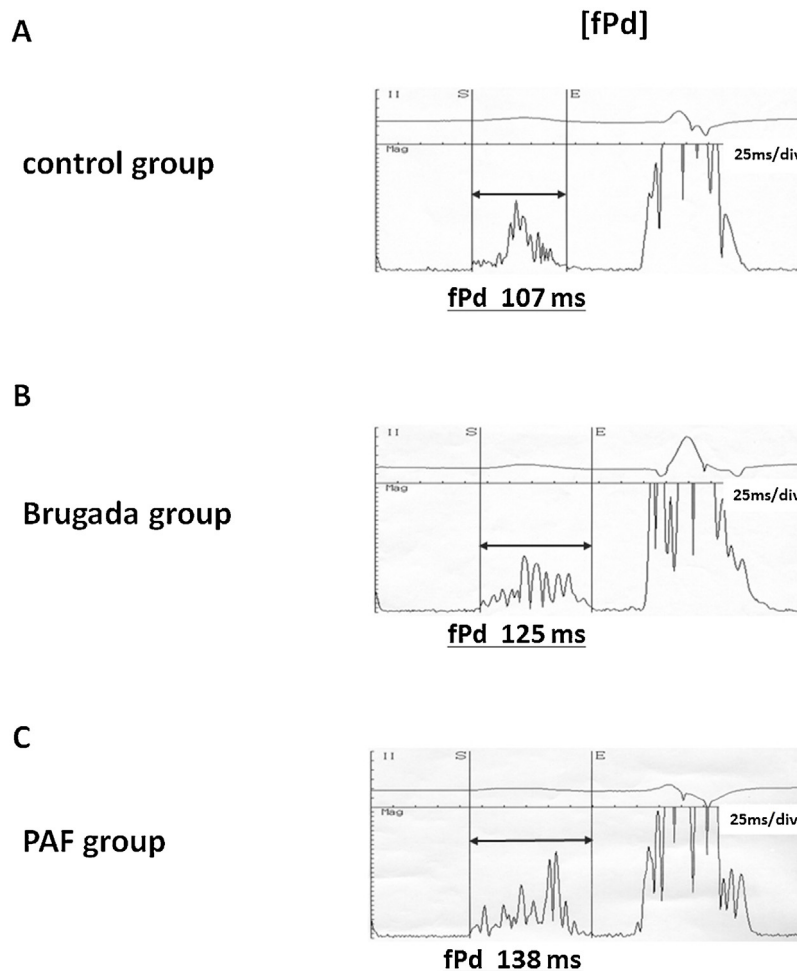 A
[fPd]
control group
II S E
Mag
25ms/div
fPd 107 ms
B
Brugada group
II S E
Mag
25ms/div
fPd 125 ms
C
PAF group
II S E
Mag
25ms/div
fPd 138 ms